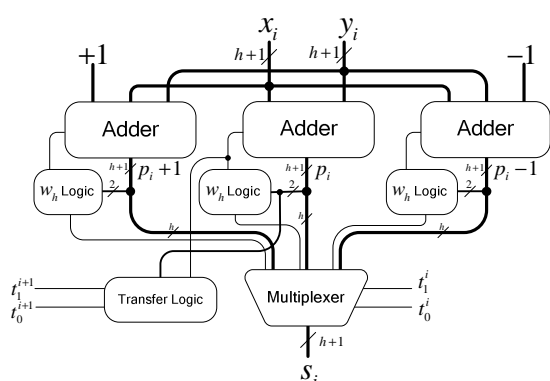 x_i y_i
+1 h+1 h+1 −1
Adder Adder Adder
h+1 p_i+1 h+1 p_i h+1 p_i−1
w_h Logic 2 w_h Logic 2 w_h Logic 2
h h h
t_1^{i+1} Transfer Logic Multiplexer t_1^i
t_0^{i+1} t_0^i
h+1
s_i